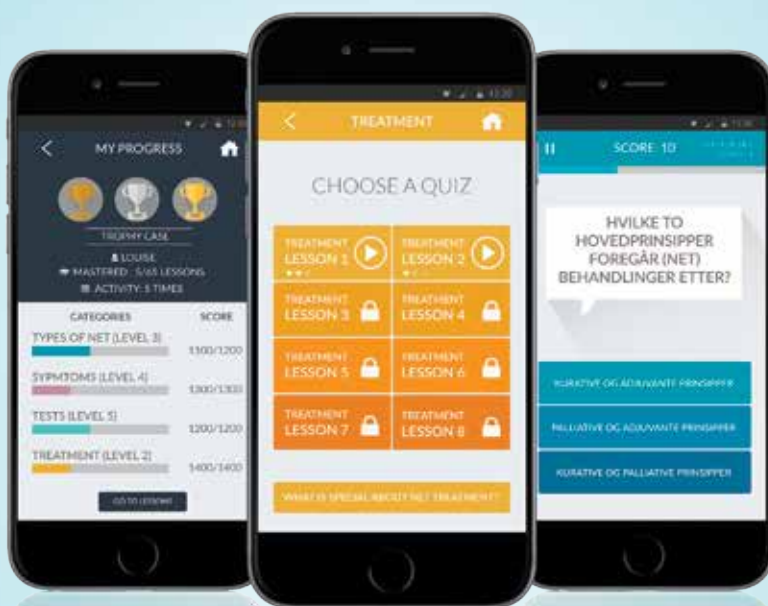 MY PROGRESS
TROPHY CASE
LOUISE
MASTERED : 5/65 LESSONS
ACTIVITY: 5 TIMES
CATEGORIES SCORE
TYPES OF NET (LEVEL 3)
1100/1200
SYPMTOMS (LEVEL 4)
1300/1300
TESTS (LEVEL 5)
1200/1200
TREATMENT (LEVEL 2)
1400/1400
GO TO LESSONS
TREATMENT
CHOOSE A QUIZ
TREATMENT
LESSON 1
TREATMENT
LESSON 2
TREATMENT
LESSON 3
TREATMENT
LESSON 4
TREATMENT
LESSON 5
TREATMENT
LESSON 6
TREATMENT
LESSON 7
TREATMENT
LESSON 8
WHAT IS SPECIAL ABOUT NET TREATMENT?
SCORE: 10
HVILKE TO
HOVEDPRINSIPPER
FOREGÅR (NET)
BEHANDLINGER ETTER?
KURATIVE OG ADJUVANTE PRINSIPPER
PALLIATIVE OG ADJUVANTE PRINSIPPER
KURATIVE OG PALLIATIVE PRINSIPPER